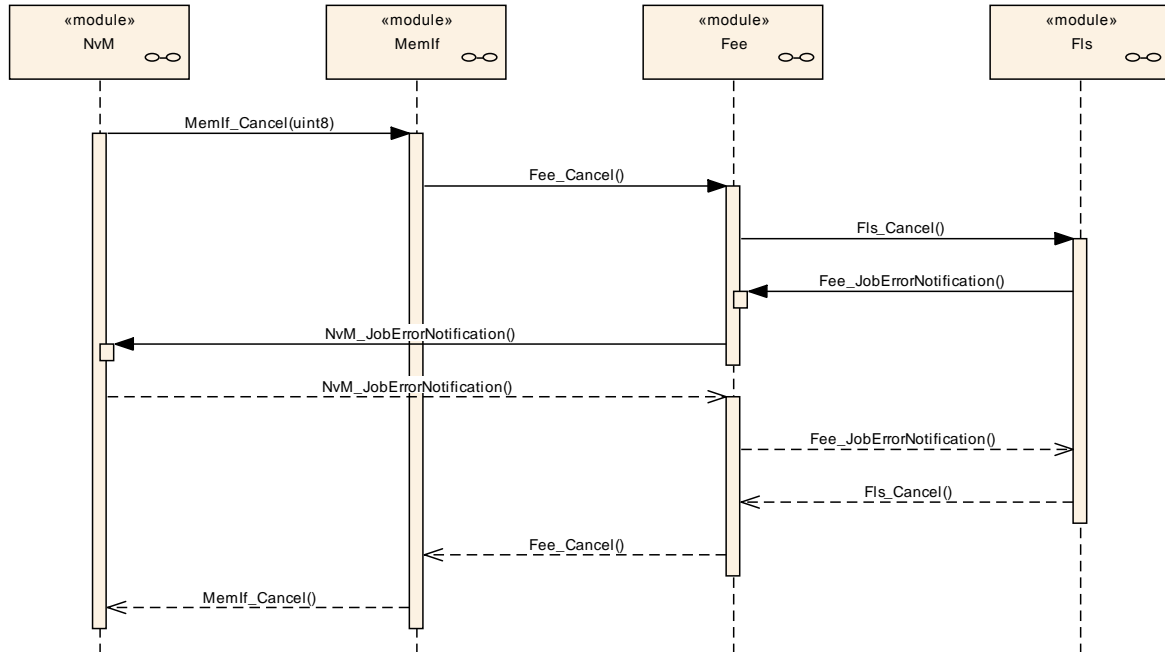 «module»
NvM
«module»
MemIf
«module»
Fee
«module»
Fls
MemIf_Cancel(uint8)
Fee_Cancel()
Fls_Cancel()
Fee_JobErrorNotification()
NvM_JobErrorNotification()
NvM_JobErrorNotification()
Fee_JobErrorNotification()
Fls_Cancel()
Fee_Cancel()
MemIf_Cancel()